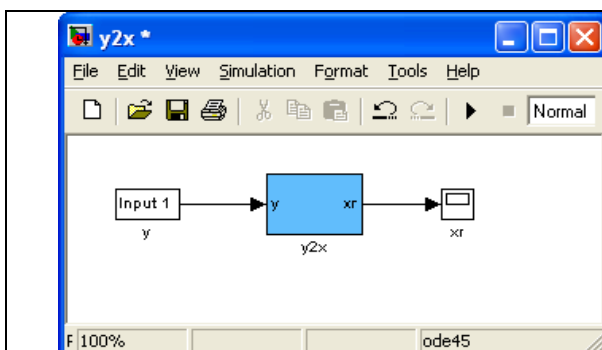 y2x *
File Edit View Simulation Format Tools Help
Normal
Input 1 y xr
y y2x xr
F 100% ode45